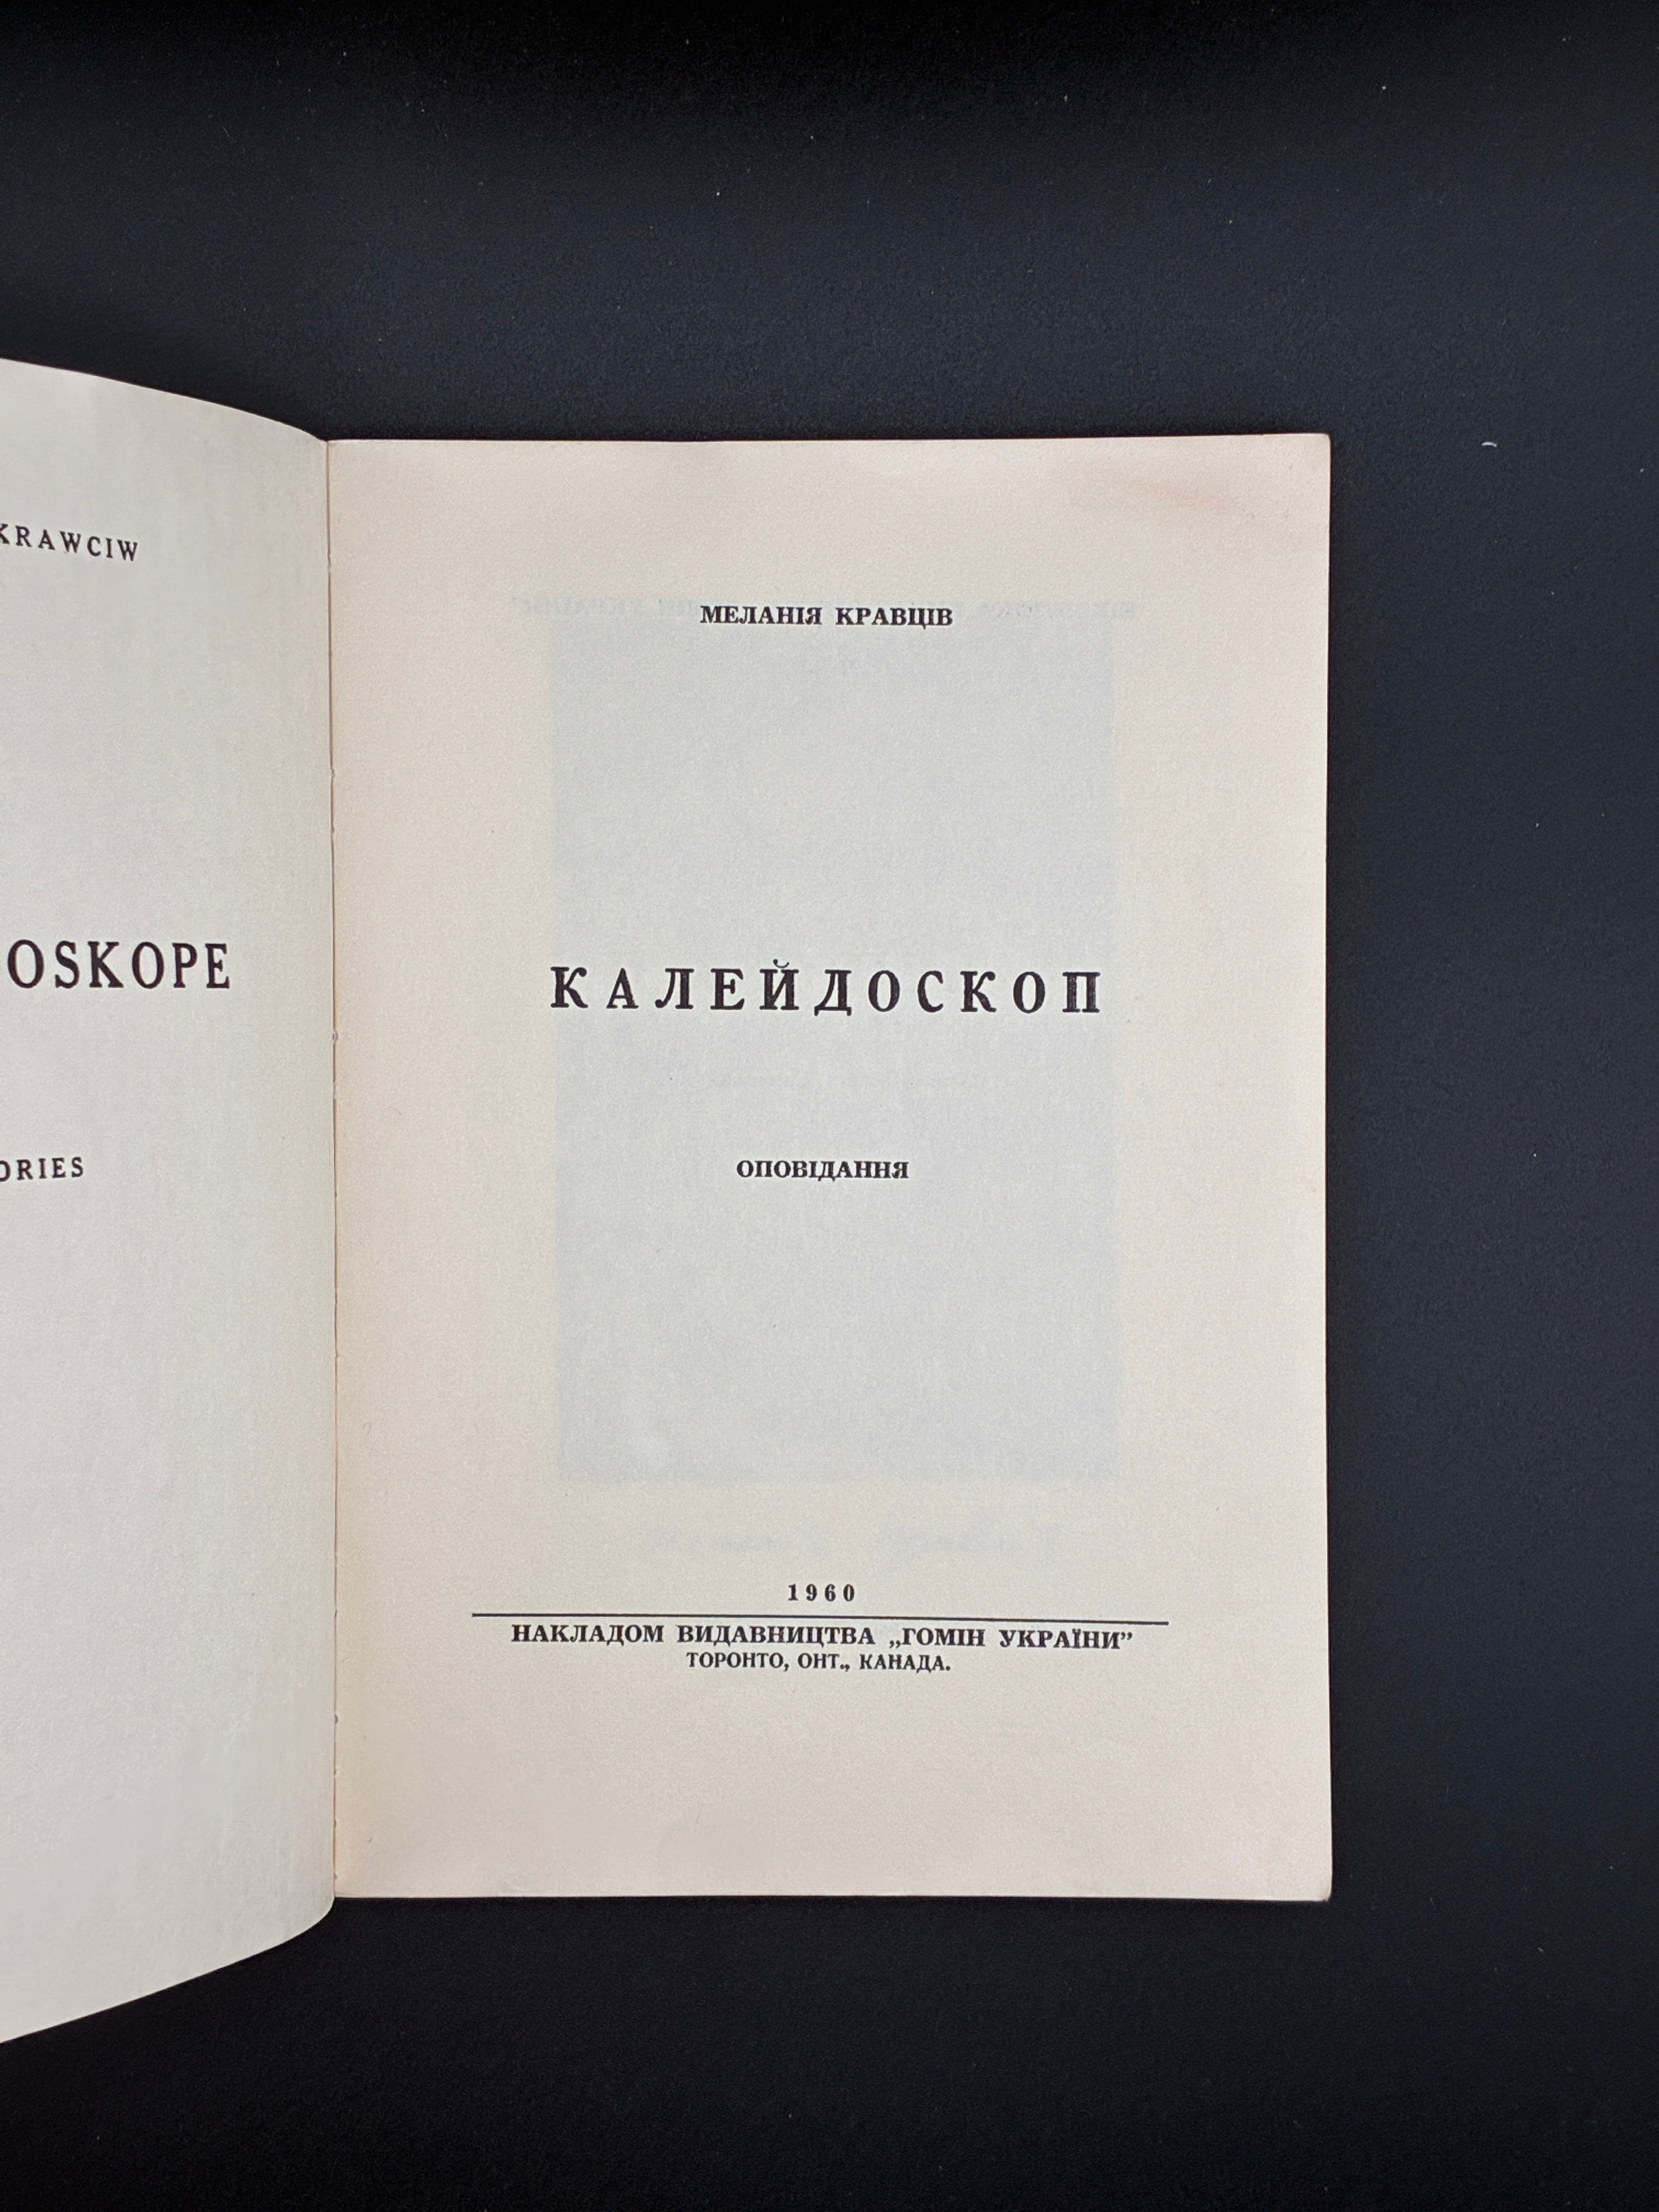 KRAWCIW
OSKOPE
ORIES
МЕЛАНІЯ КРАВЦІВ
КАЛЕЙДОСКОП
ОПОВІДАННЯ
1960
НАКЛАДОМ ВИДАВНИЦТВА „ГОМІН УКРАЇНИ”
ТОРОНТО, ОНТ., КАНАДА.